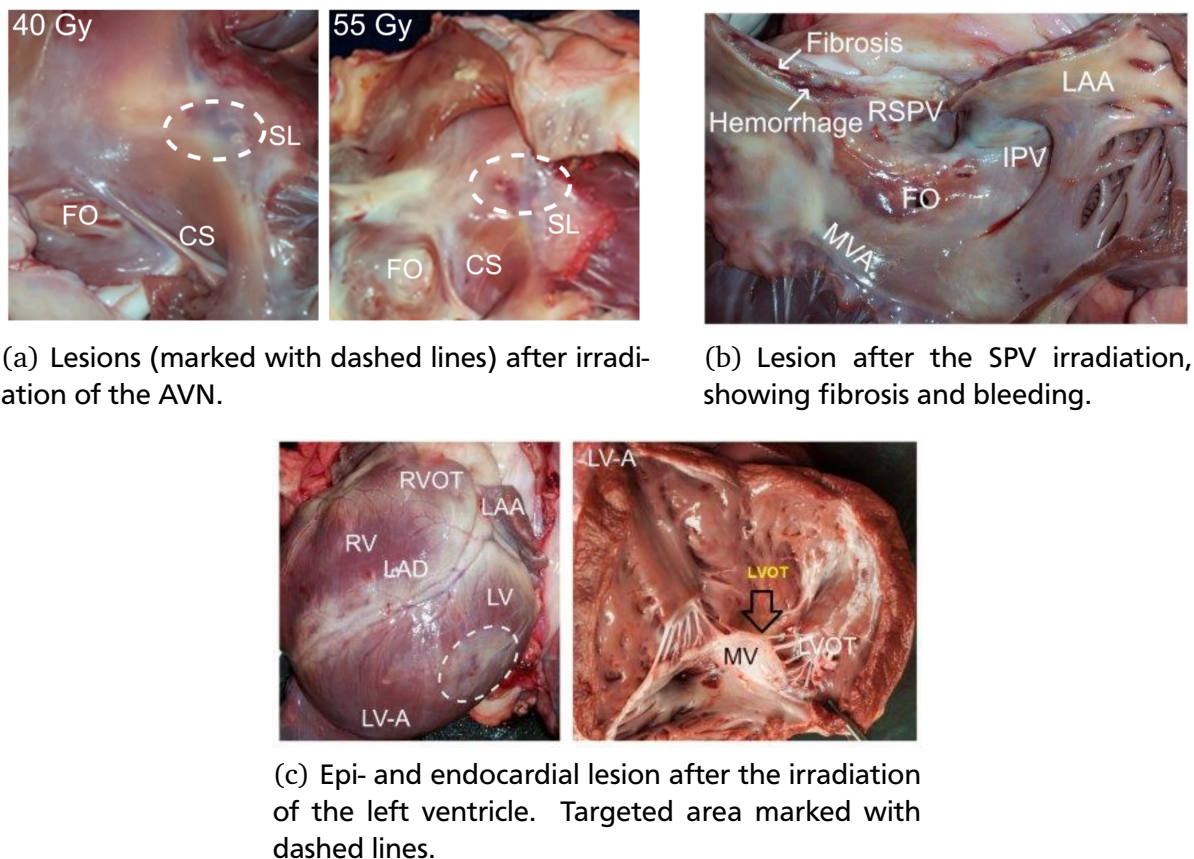 40 Gy
SL
FO
CS
55 Gy
SL
FO
CS
(a) Lesions (marked with dashed lines) after irradi-
ation of the AVN.
Fibrosis
Hemorrhage
RSPV
LAA
IPV
FO
MVA
(b) Lesion after the SPV irradiation,
showing fibrosis and bleeding.
RVOT
LAA
RV
LAD
LV
LV-A
LV-A
LVOT
MV
LVOT
(c) Epi- and endocardial lesion after the irradiation
of the left ventricle. Targeted area marked with
dashed lines.